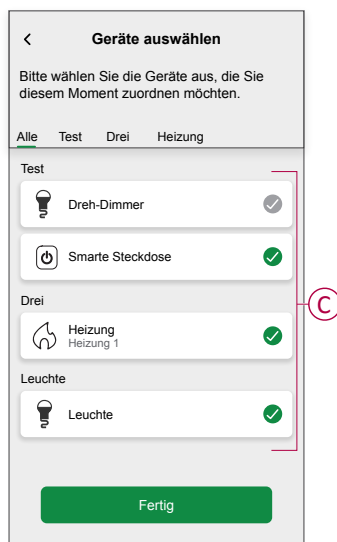 Geräte auswählen
Bitte wählen Sie die Geräte aus, die Sie
diesem Moment zuordnen möchten.
Alle Test Drei Heizung
Test
Dreh-Dimmer
Smarte Steckdose
Drei
Heizung
Heizung 1
Leuchte
Leuchte
Fertig
C